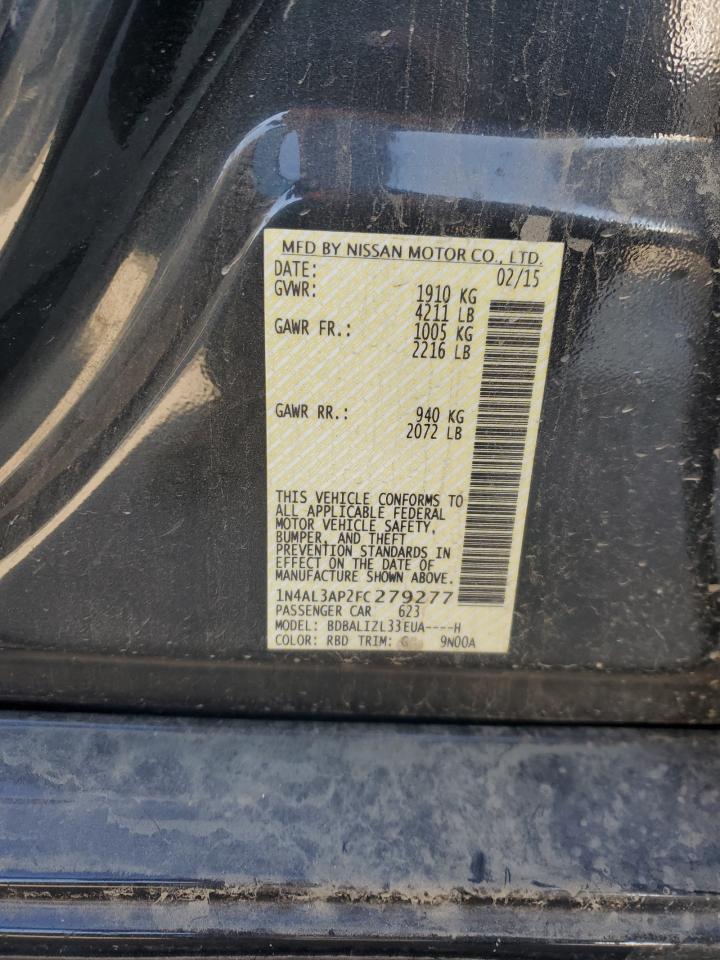 MFD BY NISSAN MOTOR CO., LTD.
DATE: 02/15
GVWR: 1910 KG
4211 LB
GAWR FR.: 1005 KG
2216 LB
GAWR RR.: 940 KG
2072 LB
THIS VEHICLE CONFORMS TO
ALL APPLICABLE FEDERAL
MOTOR VEHICLE SAFETY,
BUMPER, AND THEFT
PREVENTION STANDARDS IN
EFFECT ON THE DATE OF
MANUFACTURE SHOWN ABOVE.
1N4AL3AP2FC279277
PASSENGER CAR 623
MODEL: BDBALIZL33EUA----H
COLOR: RBD TRIM: 9N00A